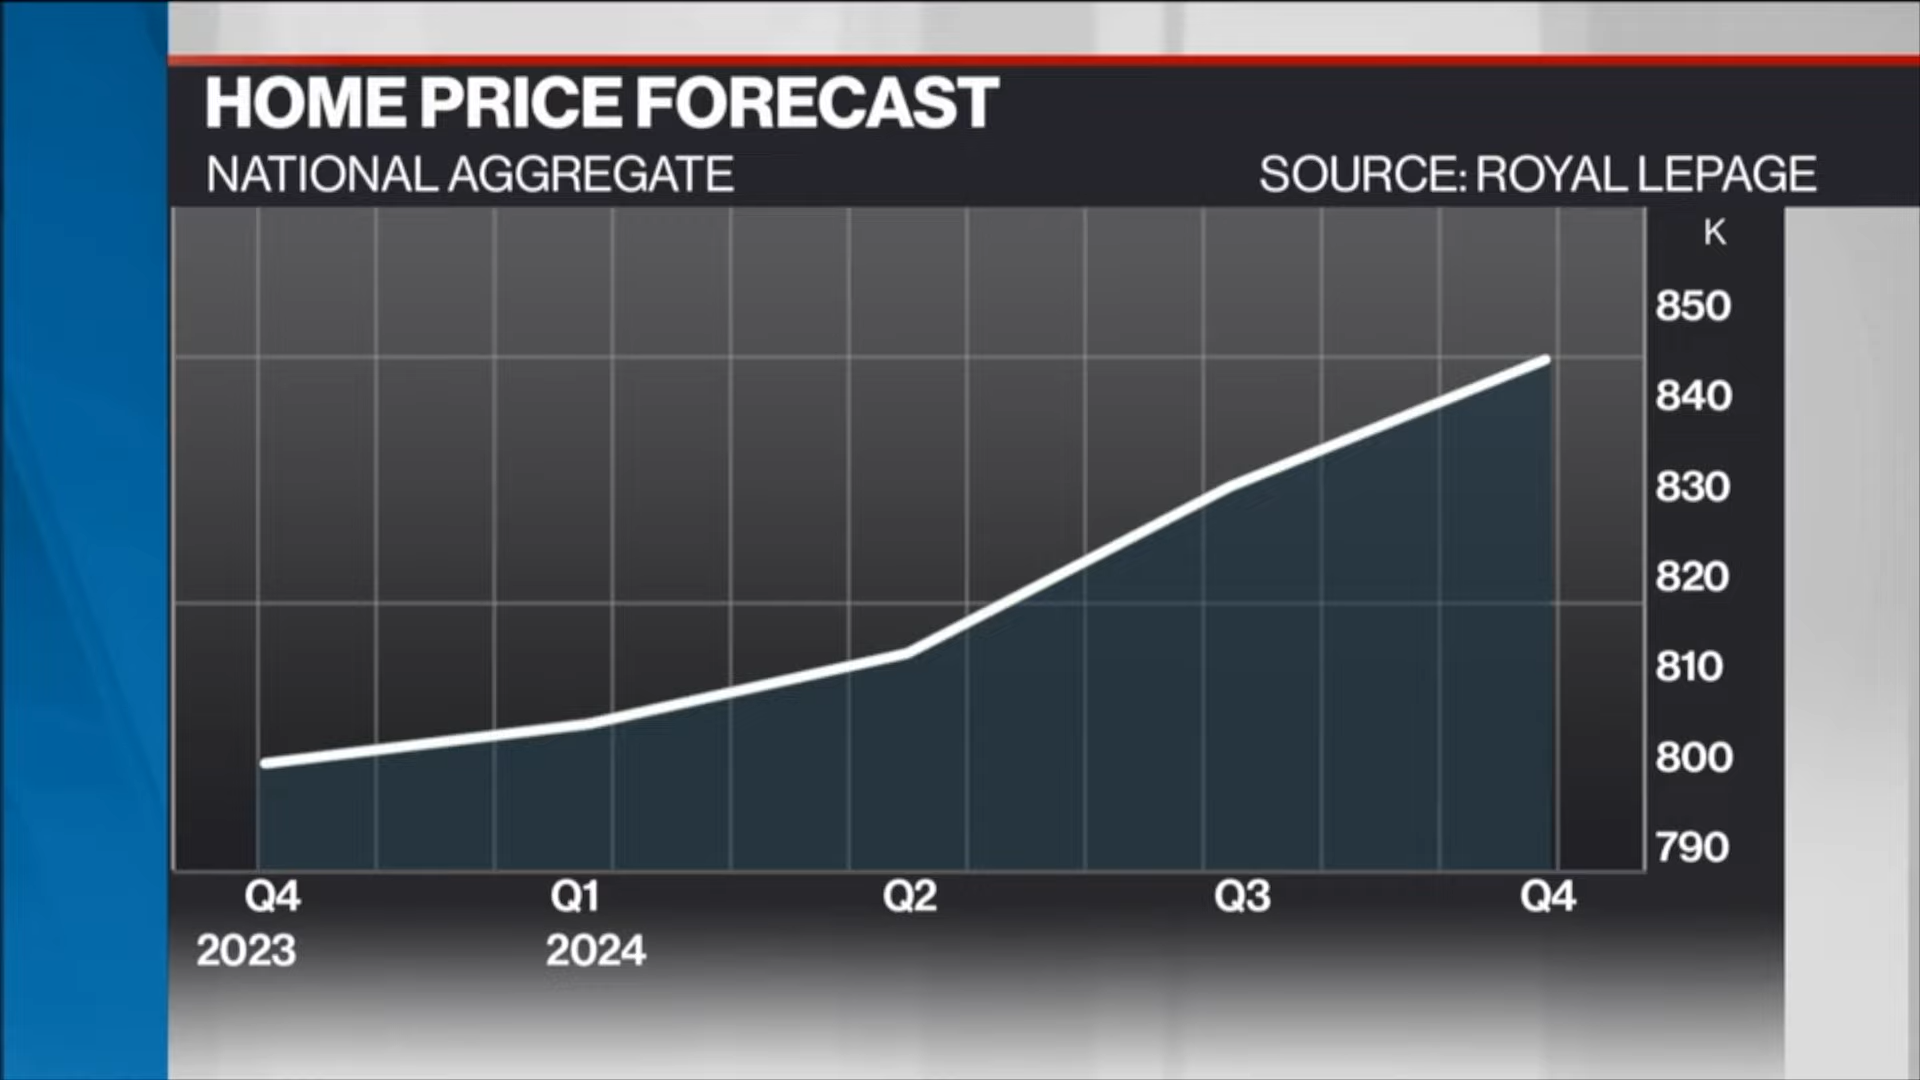 HOME PRICE FORECAST
NATIONAL AGGREGATE
SOURCE: ROYAL LEPAGE
K
850
840
830
820
810
800
790
Q4 Q1 Q2 Q3 Q4
2023 2024